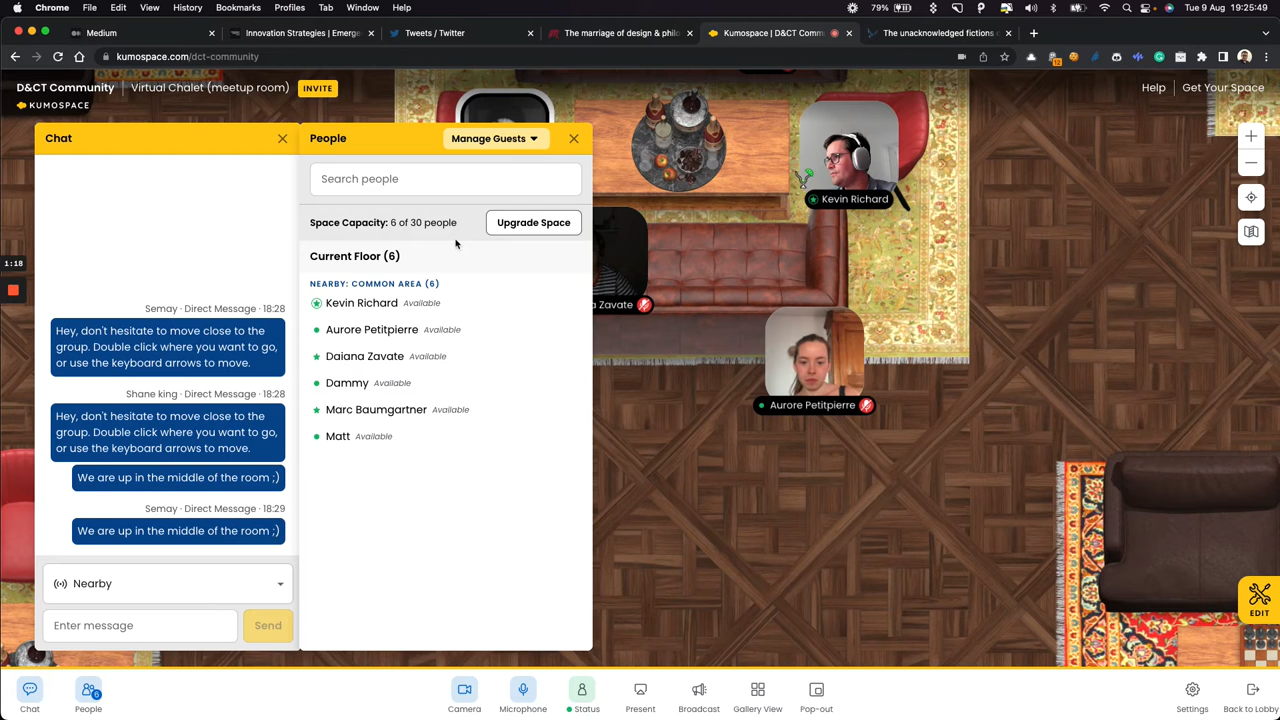 Chrome File Edit View History Bookmarks Profiles Tab Window Help 79% Tue 9 Aug 19:25:49
Medium
Innovation Strategies | Emerge
Tweets / Twitter
The marriage of design & philo
Kumospace | D&CT Comm
The unacknowledged fictions o
kumospace.com/dct-community
D&CT Community
Virtual Chalet (meetup room)
INVITE
Help
Get Your Space
KUMOSPACE
Chat
1:18
Semay · Direct Message · 18:28
Hey, don't hesitate to move close to the
group. Double click where you want to go,
or use the keyboard arrows to move.
Shane king · Direct Message · 18:28
Hey, don't hesitate to move close to the
group. Double click where you want to go,
or use the keyboard arrows to move.
We are up in the middle of the room ;)
Semay · Direct Message · 18:29
We are up in the middle of the room ;)
Nearby
Enter message
Send
People
Manage Guests
Search people
Space Capacity: 6 of 30 people
Upgrade Space
Current Floor (6)
NEARBY: COMMON AREA (6)
Kevin Richard Available
Aurore Petitpierre Available
Daiana Zavate Available
Dammy Available
Marc Baumgartner Available
Matt Available
Kevin Richard
a Zavate
Aurore Petitpierre
EDIT
Chat
6
People
Camera
Microphone
Status
Present
Broadcast
Gallery View
Pop-out
Settings
Back to Lobby